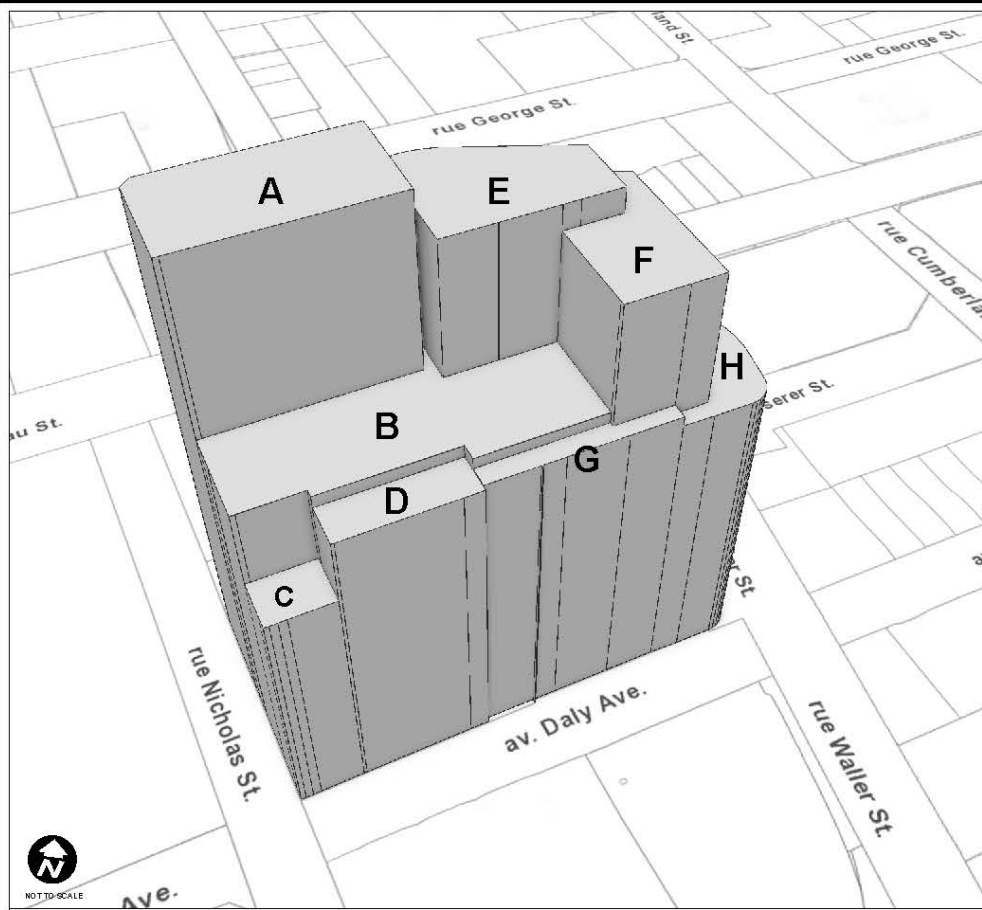 rue George St.
rue George St.
A
E
F
rue Cumberla
H
B
G
D
C
rue Nicholas St.
av. Daly Ave.
rue Waller St.
N
NOT TO SCALE
Ave.